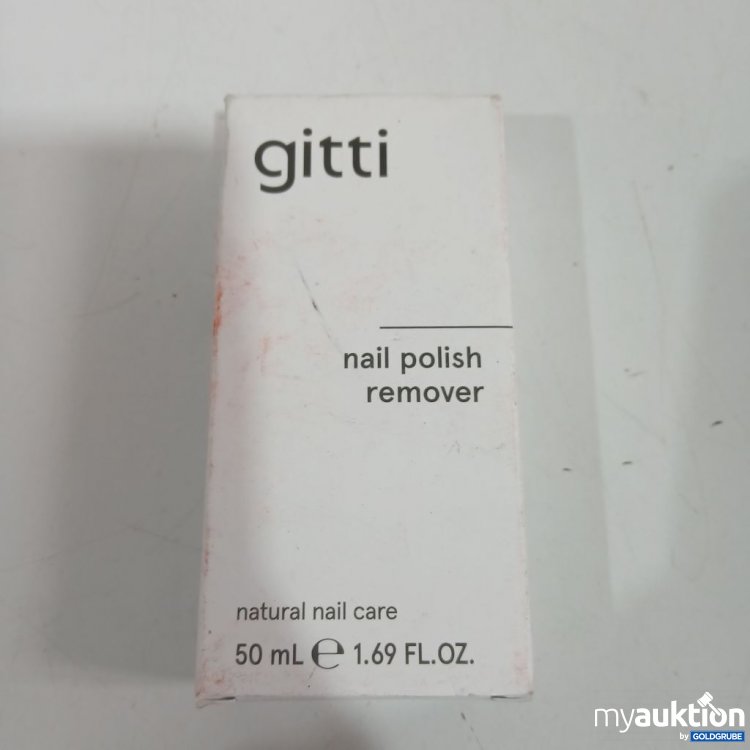 gitti
nail polish
remover
natural nail care
50 mL ℮ 1.69 FL.OZ.
myauktion
by GOLDGRUBE